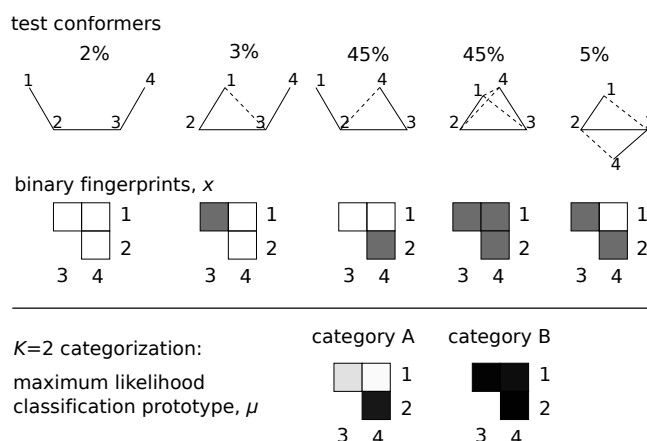 test conformers
2% 3% 45% 45% 5%
1 4 1 4 1 4 1 4 1
2 3 2 3 2 3 2 3 2
4
binary fingerprints, x
1 1 1 1 1
2 2 2 2 2
3 4 3 4 3 4 3 4 3 4
category A category B
K=2 categorization:
1 1
maximum likelihood
classification prototype, μ
2 2
3 4 3 4